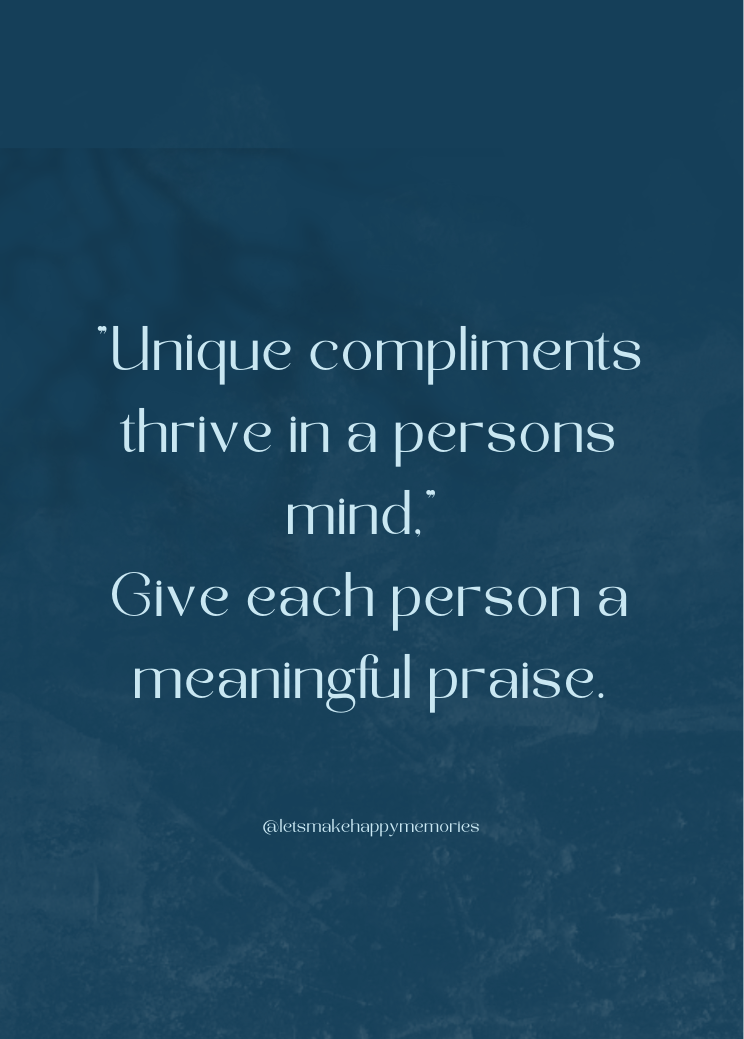 ”Unique compliments
thrive in a persons
mind,”
Give each person a
meaningful praise.
@letsmakehappymemories